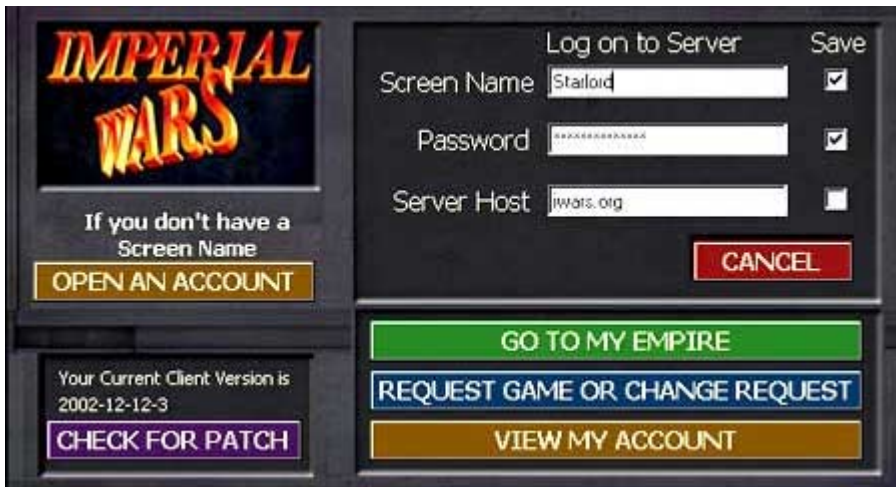 IMPERIAL
WARS
If you don't have a
Screen Name
OPEN AN ACCOUNT
Your Current Client Version is
2002-12-12-3
CHECK FOR PATCH
Log on to Server
Save
Screen Name
Starlord
Password
**************
Server Host
iwars.org
CANCEL
GO TO MY EMPIRE
REQUEST GAME OR CHANGE REQUEST
VIEW MY ACCOUNT